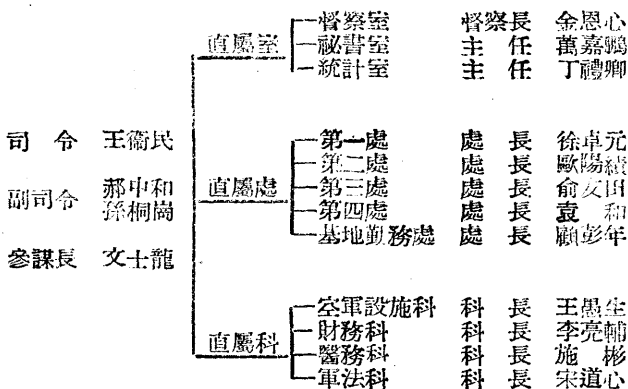 督察室 督察長 金恩心
直屬室 祕書室 主任 萬嘉鵬
統計室 主任 丁禮卿
司令 王衞民
副司令 郝中和
孫桐崗
參謀長 文士龍
第一處 處長 徐卓元
第二處 處長 歐陽績
直屬處 第三處 處長 俞文田
第四處 處長 袁和
基地勤務處 處長 顧彭年
空軍設施科 科長 王愚生
財務科 科長 李亮輔
直屬科 醫務科 科長 施彬
軍法科 科長 宋道心